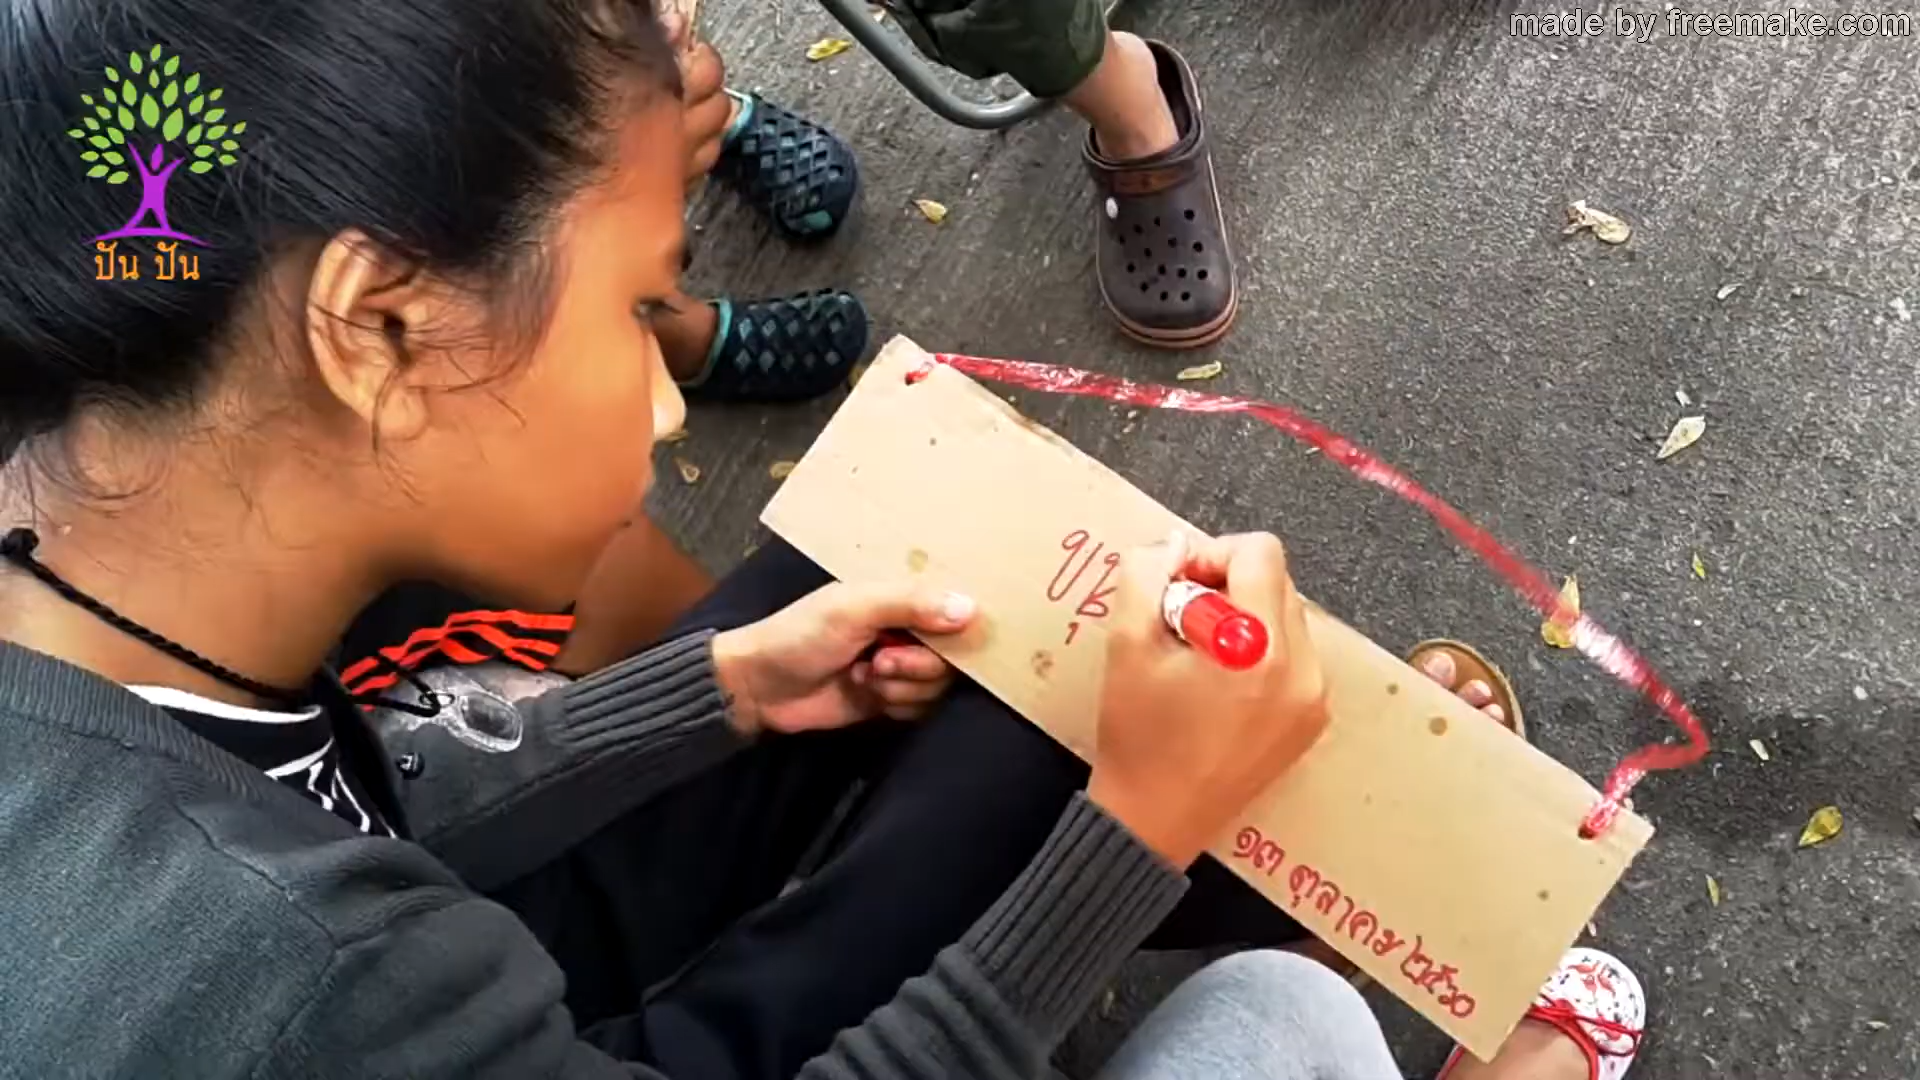 made by freemake.com
ปัน ปัน
๑๓ ตุลาคม ๒๕๖๐